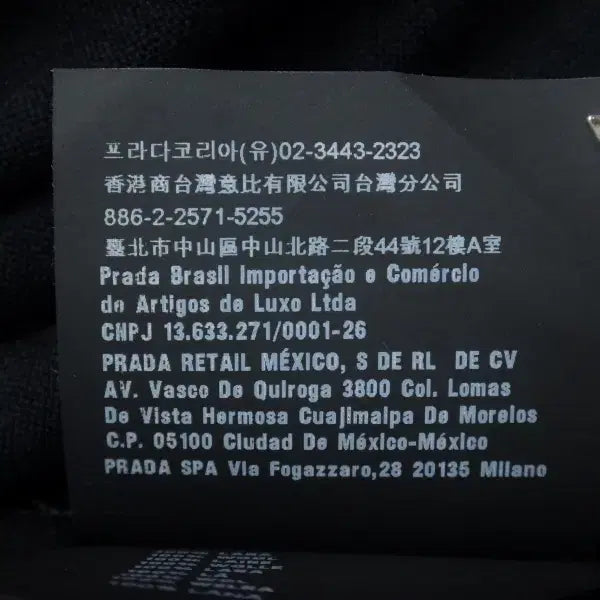 프라다코리아(유)02-3443-2323
香港商台灣意比有限公司台灣分公司
886-2-2571-5255
臺北市中山區中山北路二段44號12樓A室
Prada Brasil Importação e Comércio
de Artigos de Luxo Ltda
CNPJ 13.633.271/0001-26
PRADA RETAIL MÉXICO, S DE RL DE CV
AV. Vasco De Quiroga 3800 Col. Lomas
De Vista Hermosa Cuajimalpa De Morelos
C.P. 05100 Ciudad De México-México
PRADA SPA Via Fogazzaro,28 20135 Milano